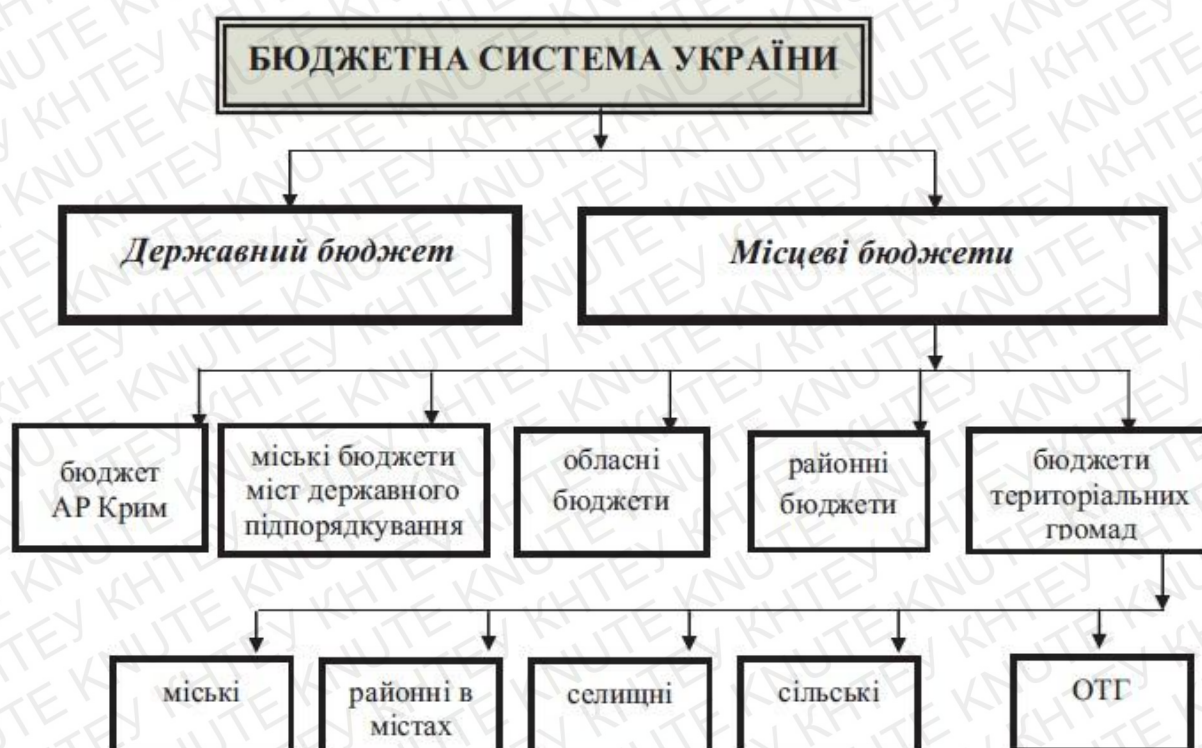 БЮДЖЕТНА СИСТЕМА УКРАЇНИ
Державний бюджет
Місцеві бюджети
бюджет
АР Крим
міські бюджети
міст державного
підпорядкування
обласні
бюджети
районні
бюджети
бюджети
територіальних
громад
міські
районні в
містах
селищні
сільські
ОТГ